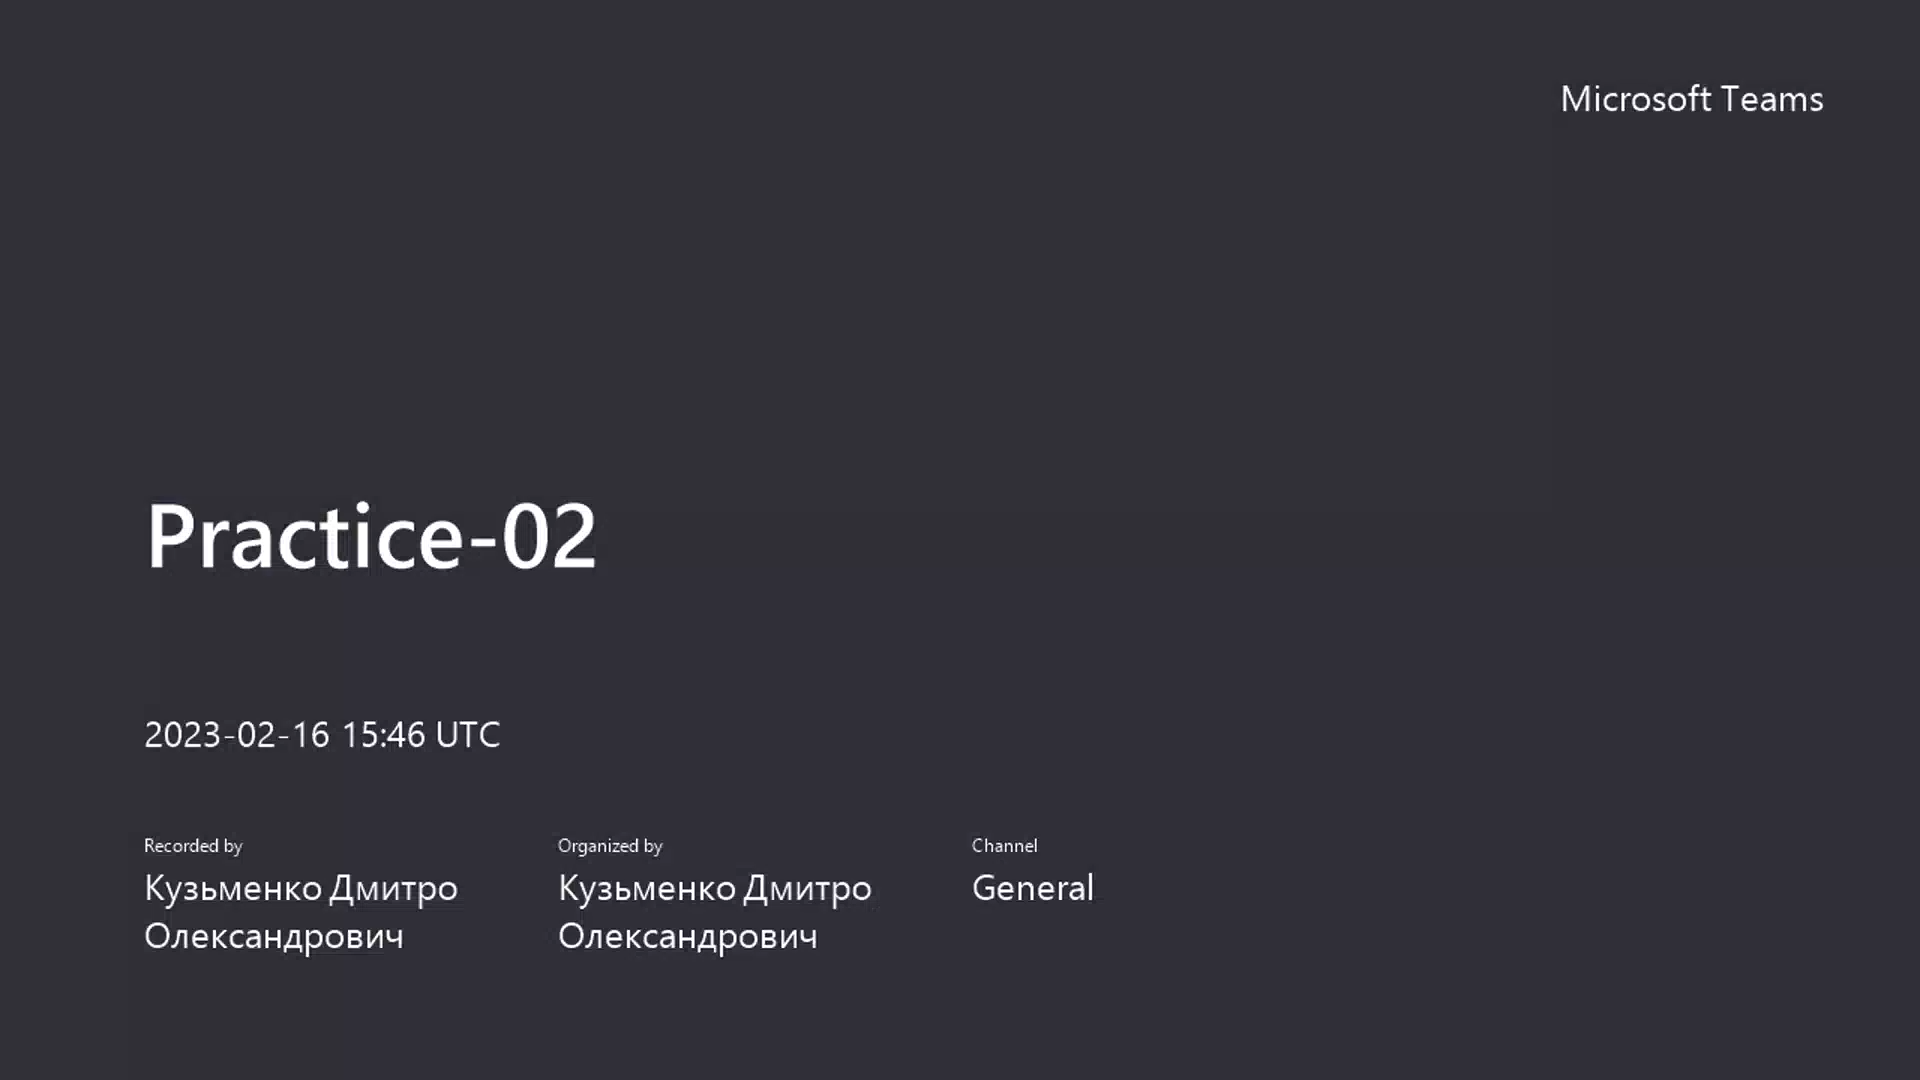 Microsoft Teams
Practice-02
2023-02-16 15:46 UTC
Recorded by
Кузьменко Дмитро
Олександрович
Organized by
Кузьменко Дмитро
Олександрович
Channel
General